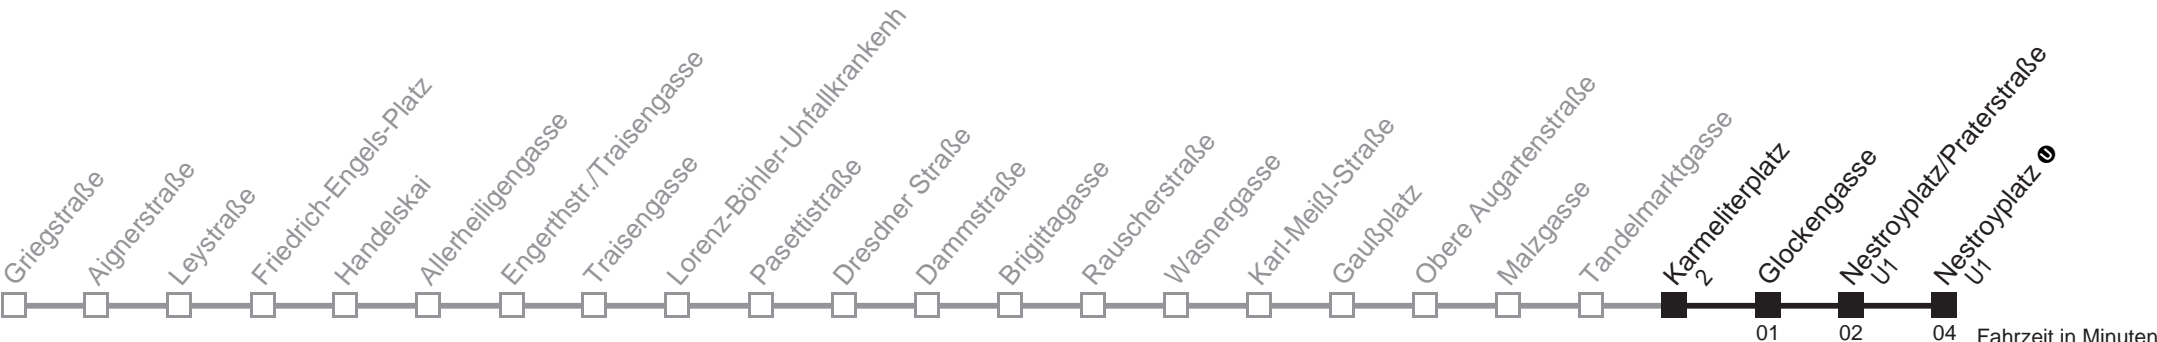 Griegstraße
Aignerstraße
Leystraße
Friedrich-Engels-Platz
Handelskai
Allerheiligengasse
Engerthstr./Traisengasse
Traisengasse
Lorenz-Böhler-Unfallkrankenh
Pasettistraße
Dresdner Straße
Dammstraße
Brigittagasse
Rauscherstraße
Wasnergasse
Karl-Meißl-Straße
Gaußplatz
Obere Augartenstraße
Malzgasse
Tandelmarktgasse
Karmeliterplatz
2
Glockengasse
Nestroyplatz/Praterstraße
U1
Nestroyplatz U
U1
01 02 04 Fahrzeit in Minuten